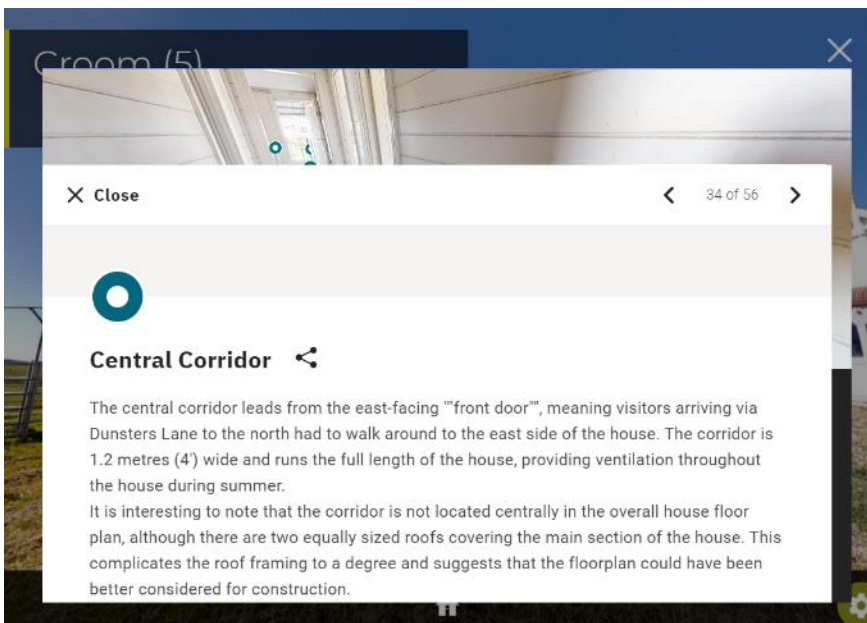 Croom (5)
Close
34 of 56
Central Corridor
The central corridor leads from the east-facing ""front door"", meaning visitors arriving via
Dunsters Lane to the north had to walk around to the east side of the house. The corridor is
1.2 metres (4') wide and runs the full length of the house, providing ventilation throughout
the house during summer.
It is interesting to note that the corridor is not located centrally in the overall house floor
plan, although there are two equally sized roofs covering the main section of the house. This
complicates the roof framing to a degree and suggests that the floorplan could have been
better considered for construction.